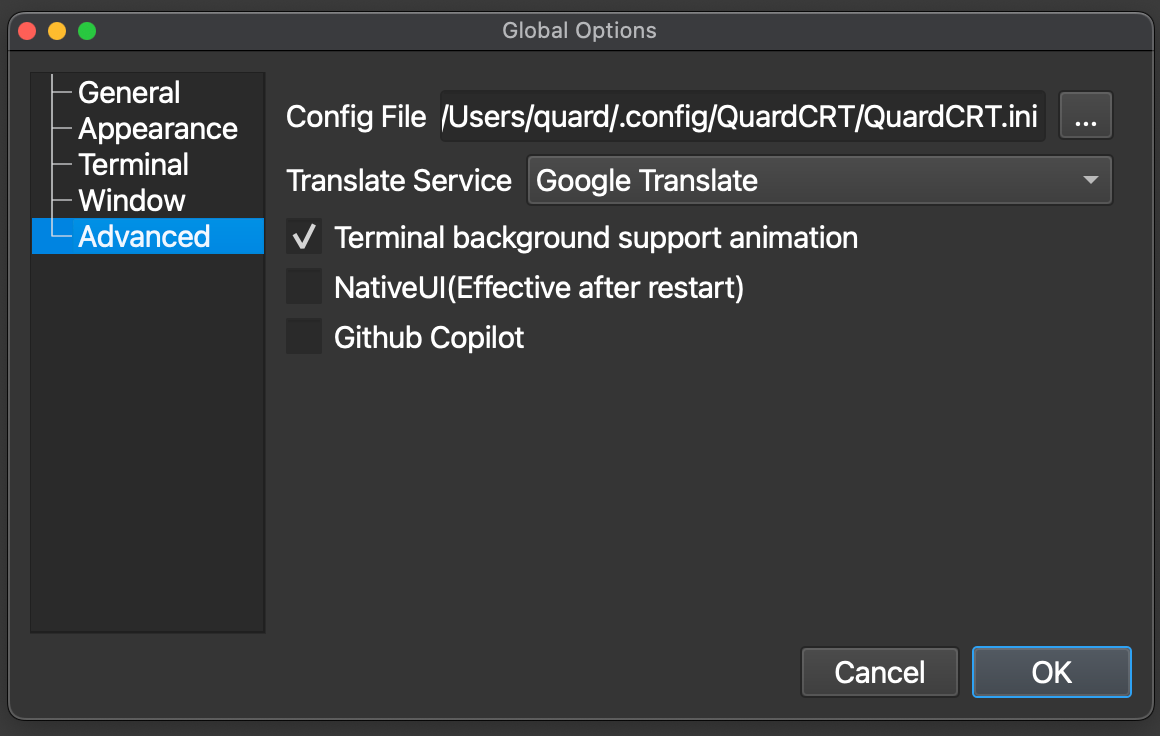 Global Options
General
Appearance
Terminal
Window
Advanced
Config File /Users/quard/.config/QuardCRT/QuardCRT.ini ...
Translate Service Google Translate
Terminal background support animation
NativeUI(Effective after restart)
Github Copilot
Cancel OK